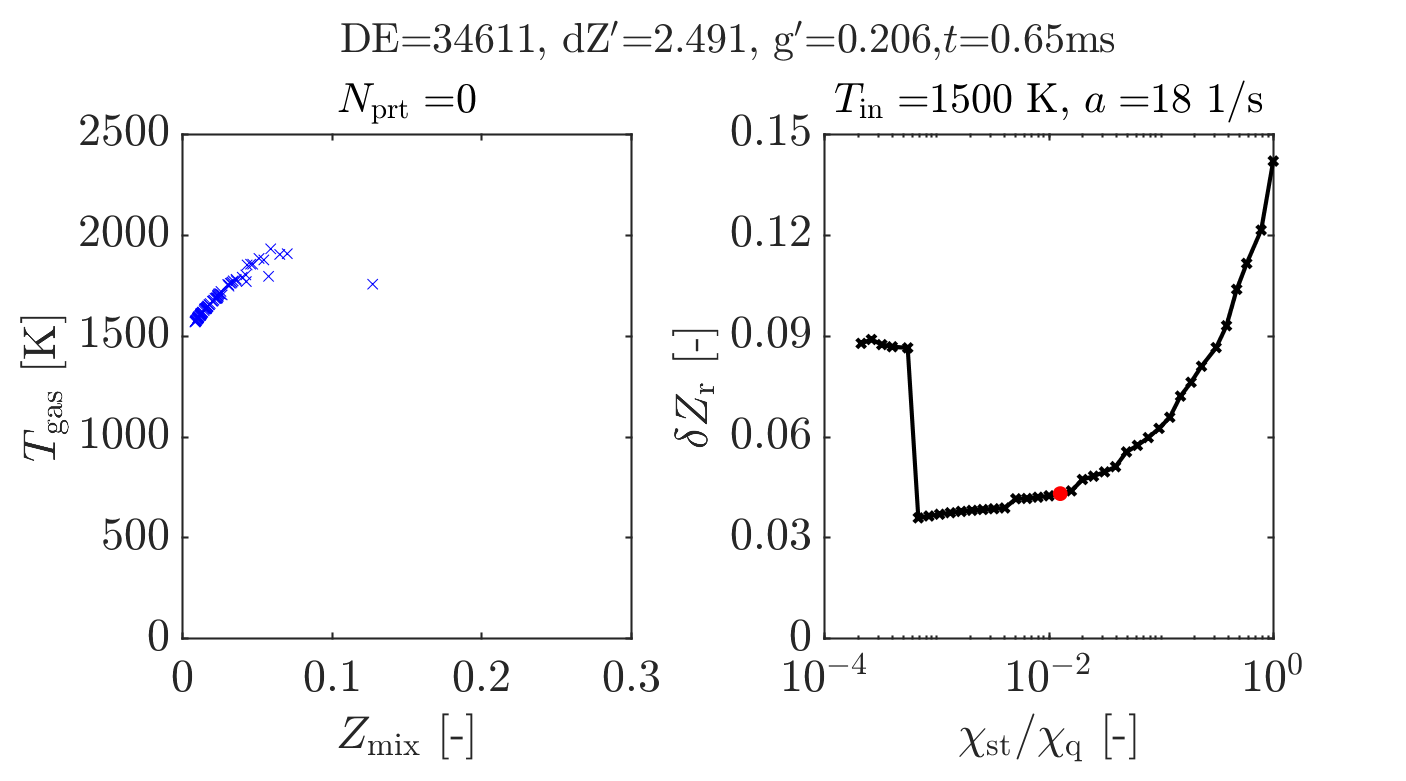 DE=34611, dZ′=2.491, g′=0.206,t=0.65ms
N_prt =0
2500
2000
1500
1000
500
0
T_gas [K]
0 0.1 0.2 0.3
Z_mix [-]
T_in =1500 K, a =18 1/s
0.15
0.12
0.09
0.06
0.03
0
δZ_r [-]
10^−4 10^−2 10^0
χ_st/χ_q [-]